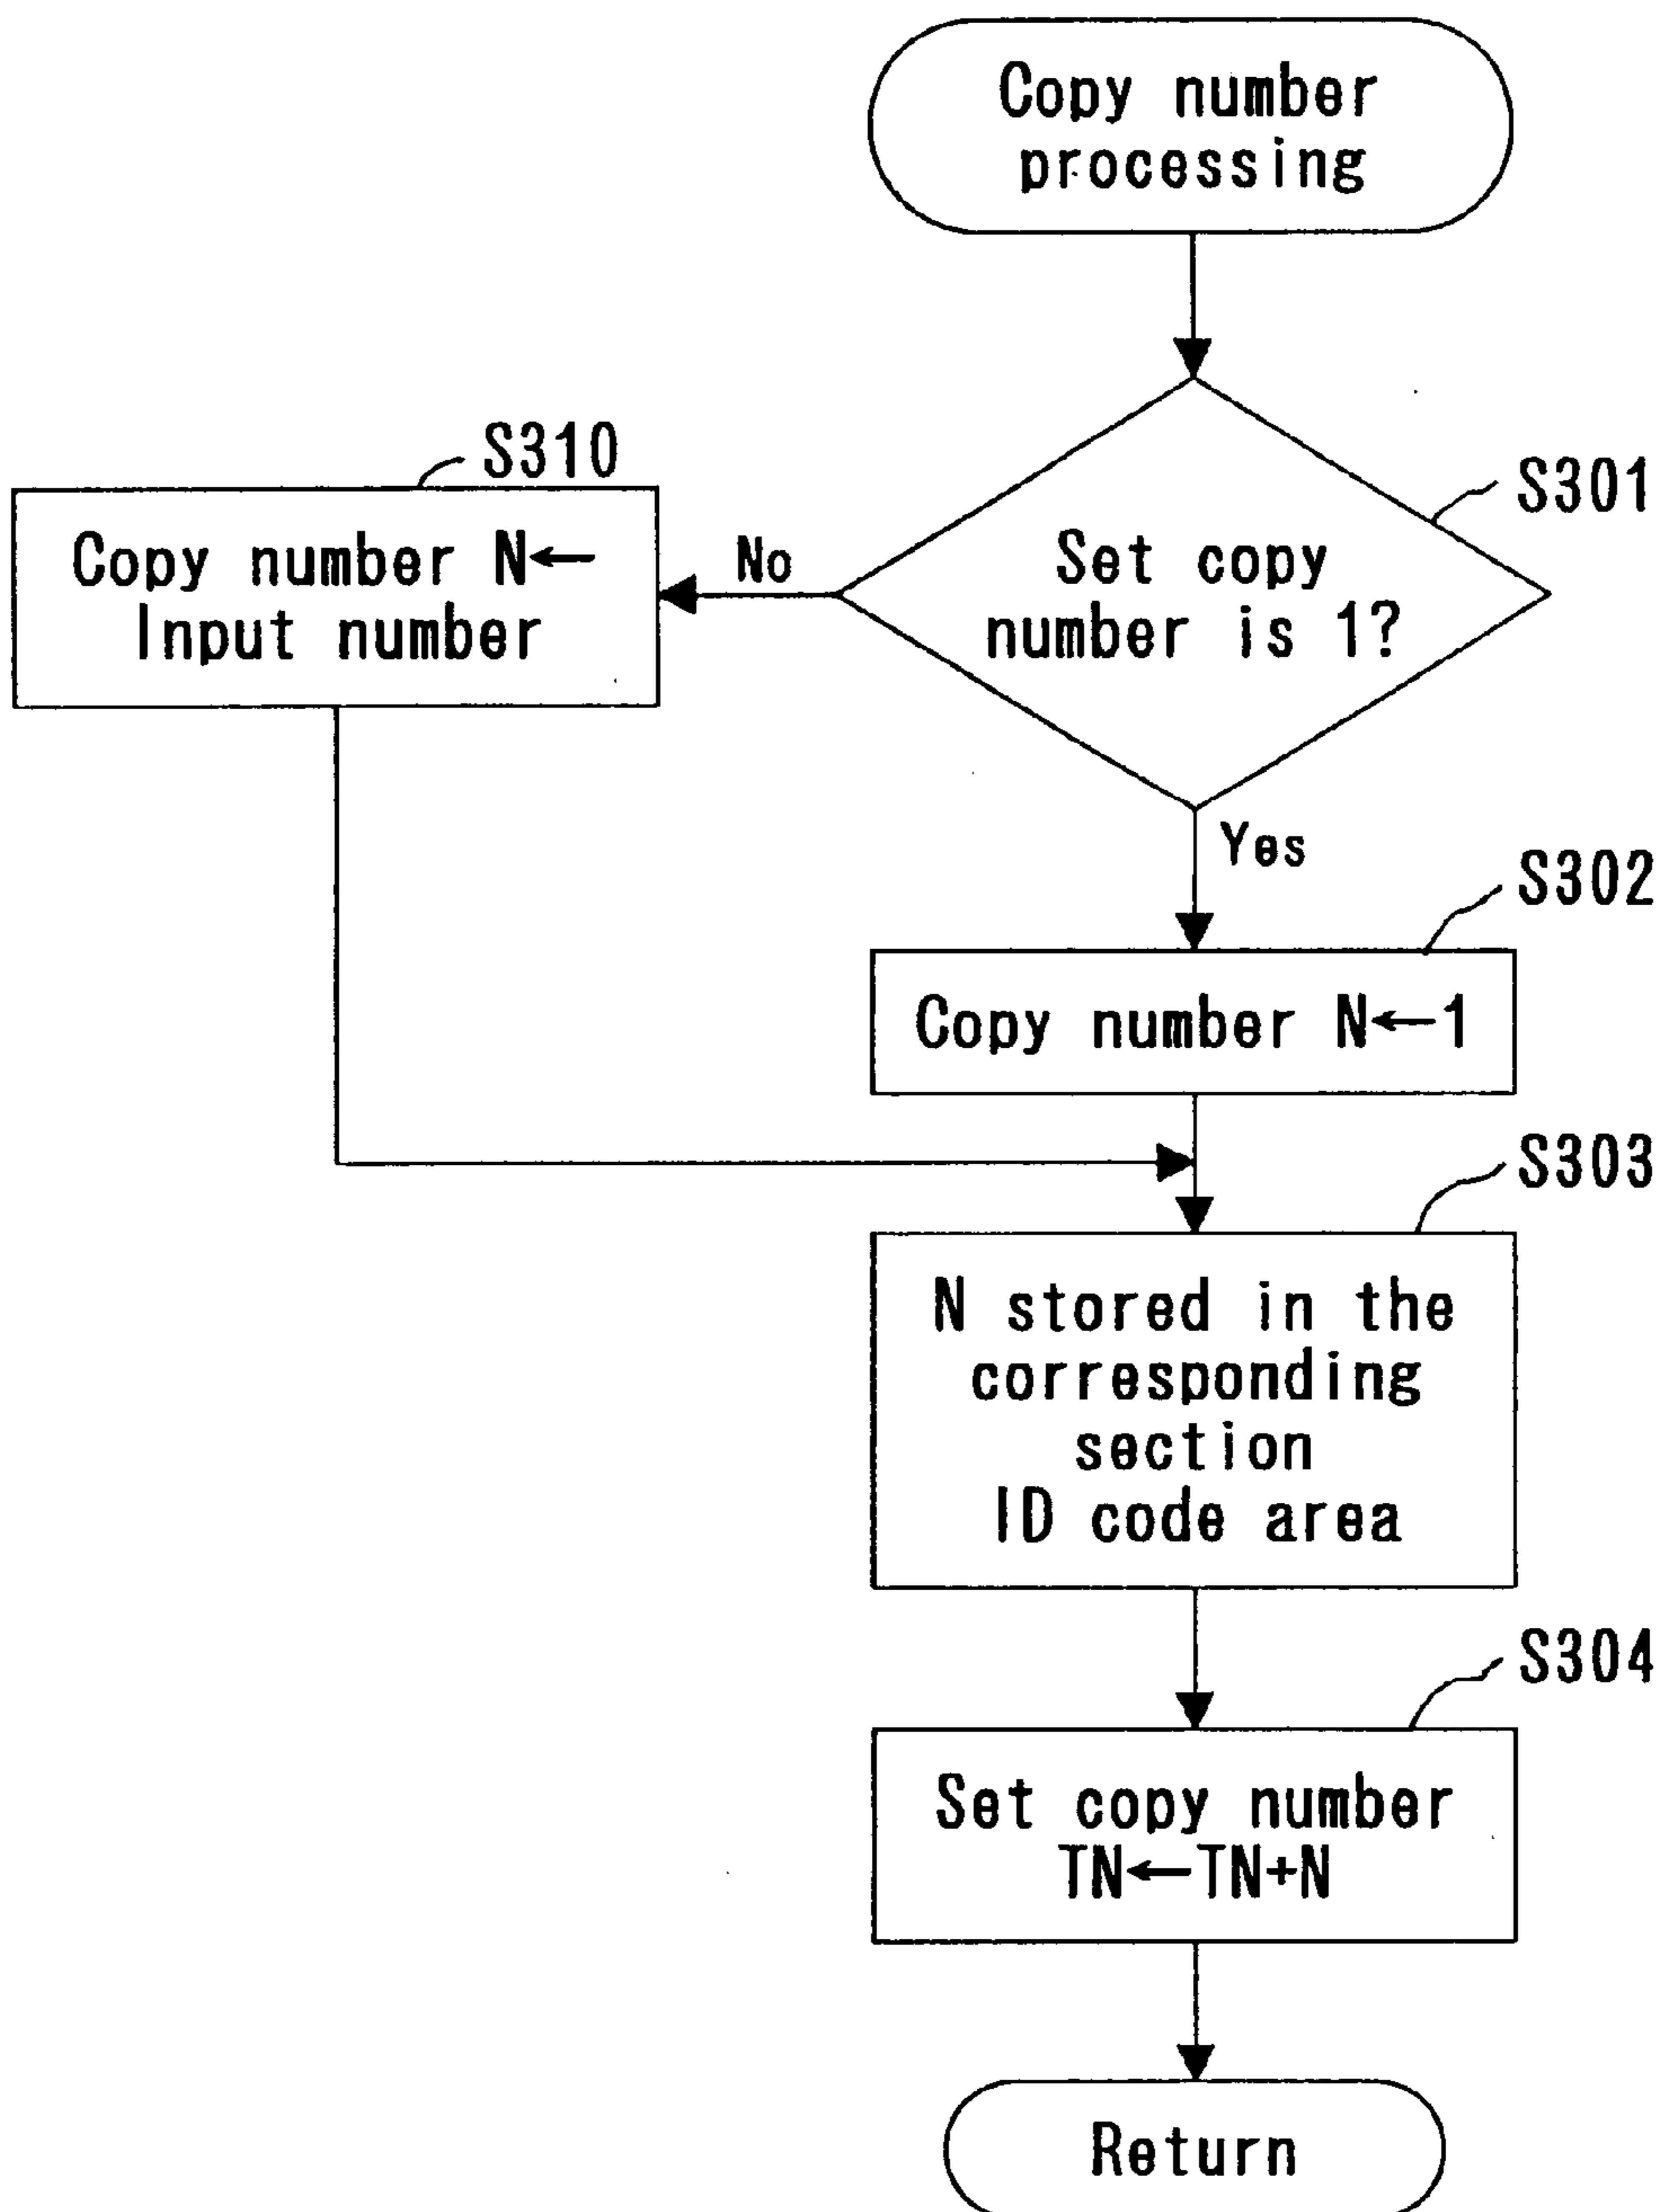 Copy number
processing
S301
Set copy
number is 1?
No
S310
Copy number N←
Input number
Yes
S302
Copy number N←1
S303
N stored in the
corresponding
section
ID code area
S304
Set copy number
TN←TN+N
Return